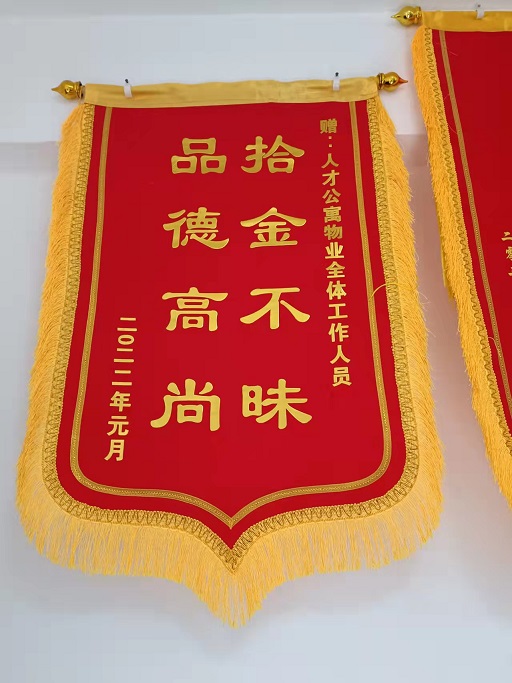 赠：人才公寓物业全体工作人员
拾金不昧
品德高尚
二〇二二年元月